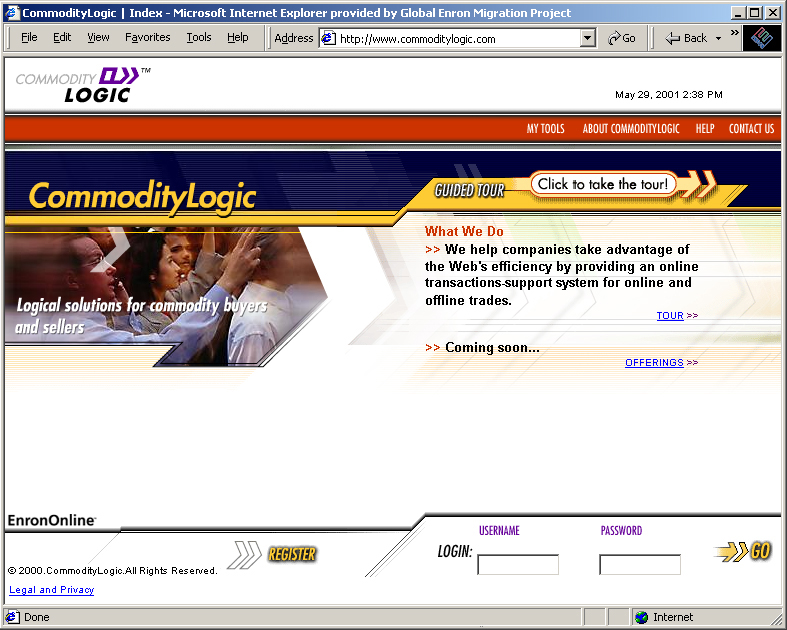 CommodityLogic | Index - Microsoft Internet Explorer provided by Global Enron Migration Project
File Edit View Favorites Tools Help Address http://www.commoditylogic.com Go Back »
COMMODITY TM
LOGIC
May 29, 2001 2:38 PM
MY TOOLS ABOUT COMMODITYLOGIC HELP CONTACT US
CommodityLogic
GUIDED TOUR Click to take the tour!
What We Do
>> We help companies take advantage of
the Web's efficiency by providing an online
transactions-support system for online and
offline trades.
TOUR >>
Logical solutions for commodity buyers
and sellers
>> Coming soon...
OFFERINGS >>
EnronOnline
USERNAME PASSWORD
REGISTER LOGIN: GO
© 2000.CommodityLogic.All Rights Reserved.
Legal and Privacy
Done Internet